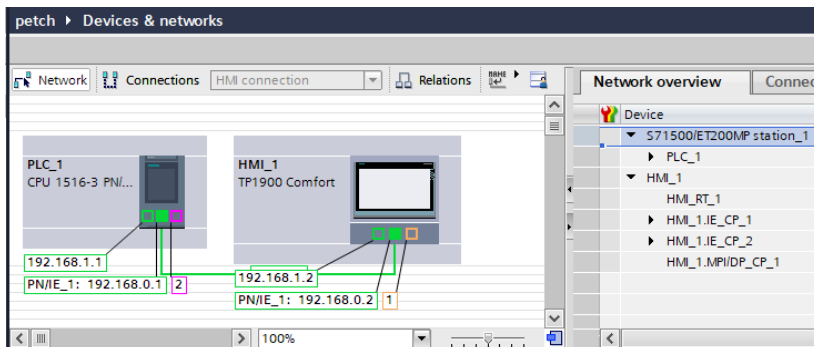 petch ▸ Devices & networks
Network Connections HMI connection Relations
Network overview Connec
Device
S71500/ET200MP station_1
PLC_1
HMI_1
HMI_RT_1
HMI_1.IE_CP_1
HMI_1.IE_CP_2
HMI_1.MPI/DP_CP_1
PLC_1
CPU 1516-3 PN/...
HMI_1
TP1900 Comfort
192.168.1.1
PN/IE_1: 192.168.0.1 2
192.168.1.2
PN/IE_1: 192.168.0.2 1
100%